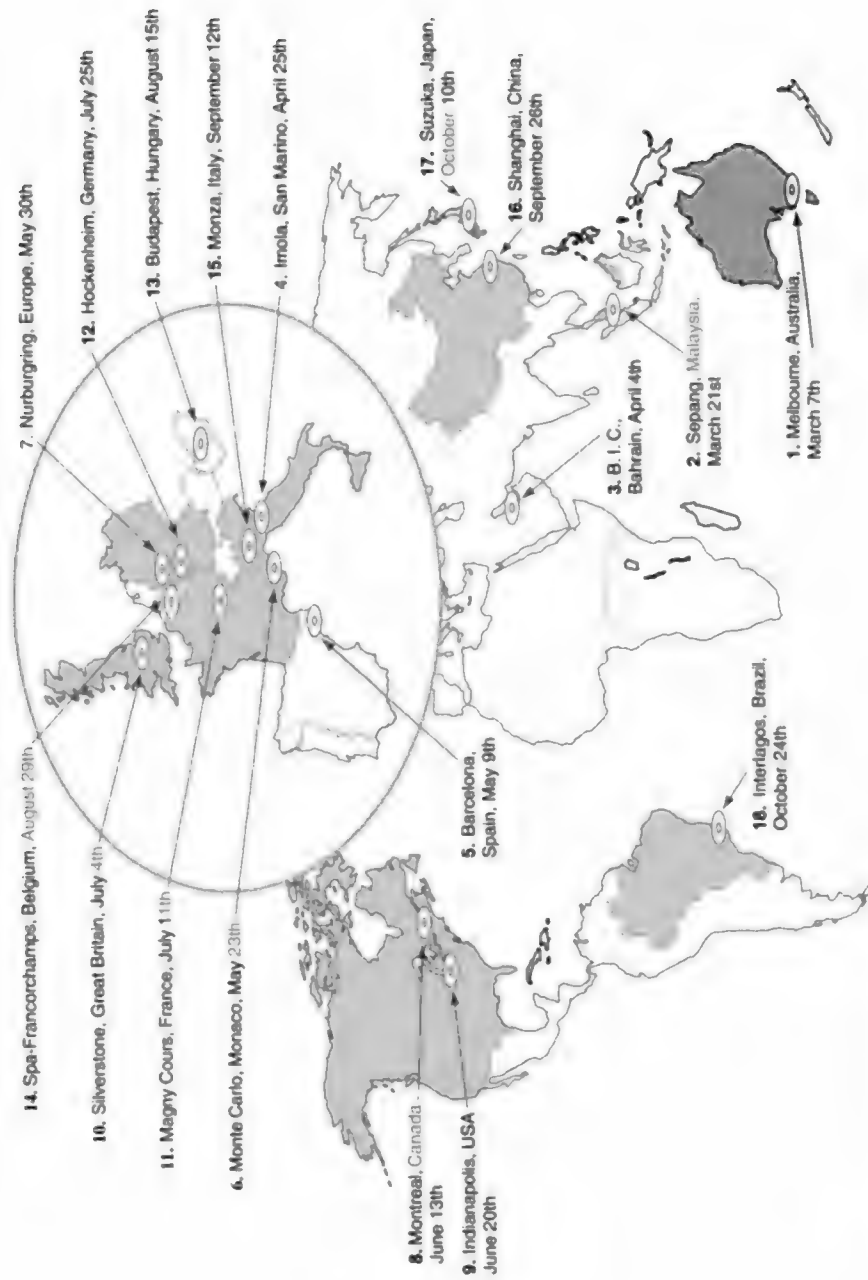 14. Spa-Francorchamps, Belgium, August 29th
10. Silverstone, Great Britain, July 4th
11. Magny Cours, France, July 11th
6. Monte Carlo, Monaco, May 23th
7. Nurburgring, Europe, May 30th
12. Hockenheim, Germany, July 25th
13. Budapest, Hungary, August 15th
15. Monza, Italy, September 12th
4. Imola, San Marino, April 25th
8. Montreal, Canada
June 13th
9. Indianapolis, USA
June 20th
5. Barcelona,
Spain, May 9th
17. Suzuka, Japan,
October 10th
16. Shanghai, China,
September 26th
3. B. I. C.,
Bahrain, April 4th
2. Sepang, Malaysia,
March 21st
1. Melbourne, Australia,
March 7th
18. Interlagos, Brazil,
October 24th